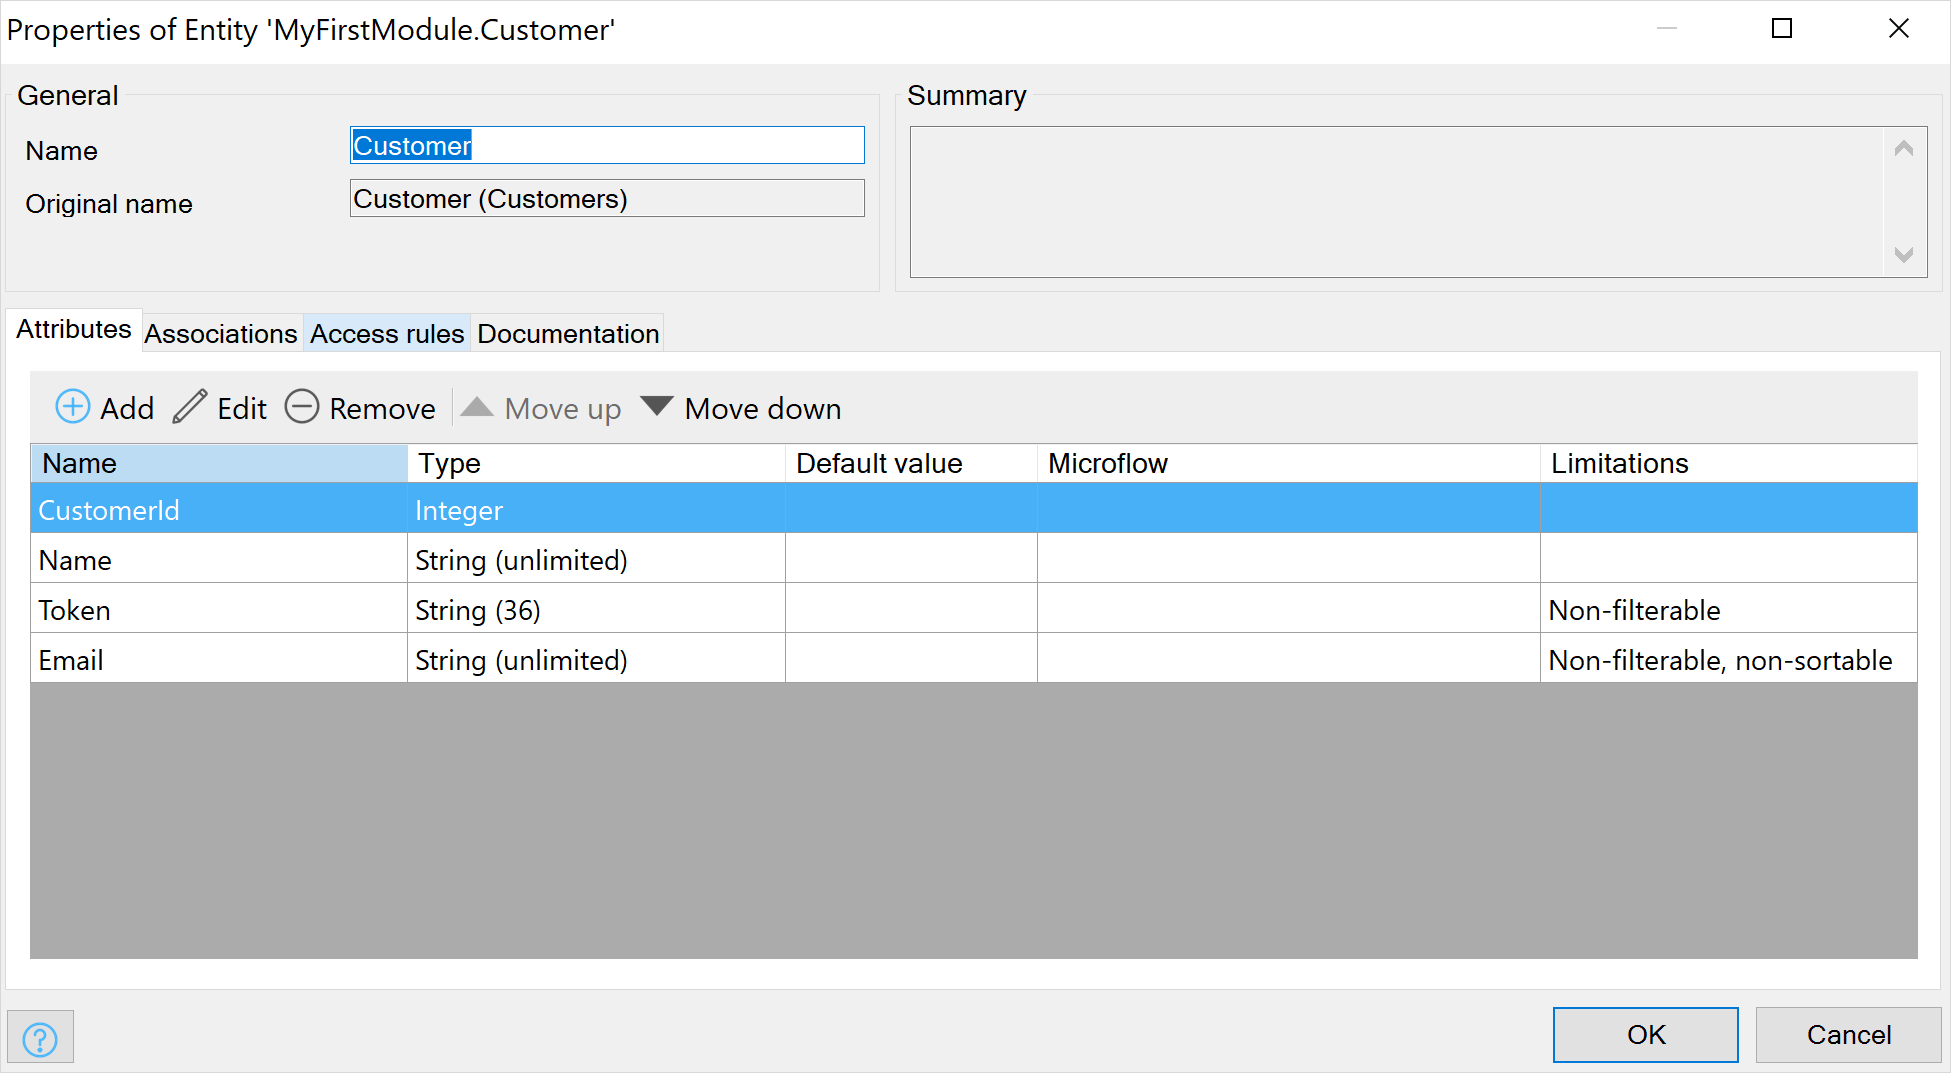 Properties of Entity 'MyFirstModule.Customer'
General
Name
Customer
Original name
Customer (Customers)
Summary
Attributes Associations Access rules Documentation
Add Edit Remove Move up Move down
Name Type Default value Microflow Limitations
CustomerId Integer
Name String (unlimited)
Token String (36) Non-filterable
Email String (unlimited) Non-filterable, non-sortable
? OK Cancel